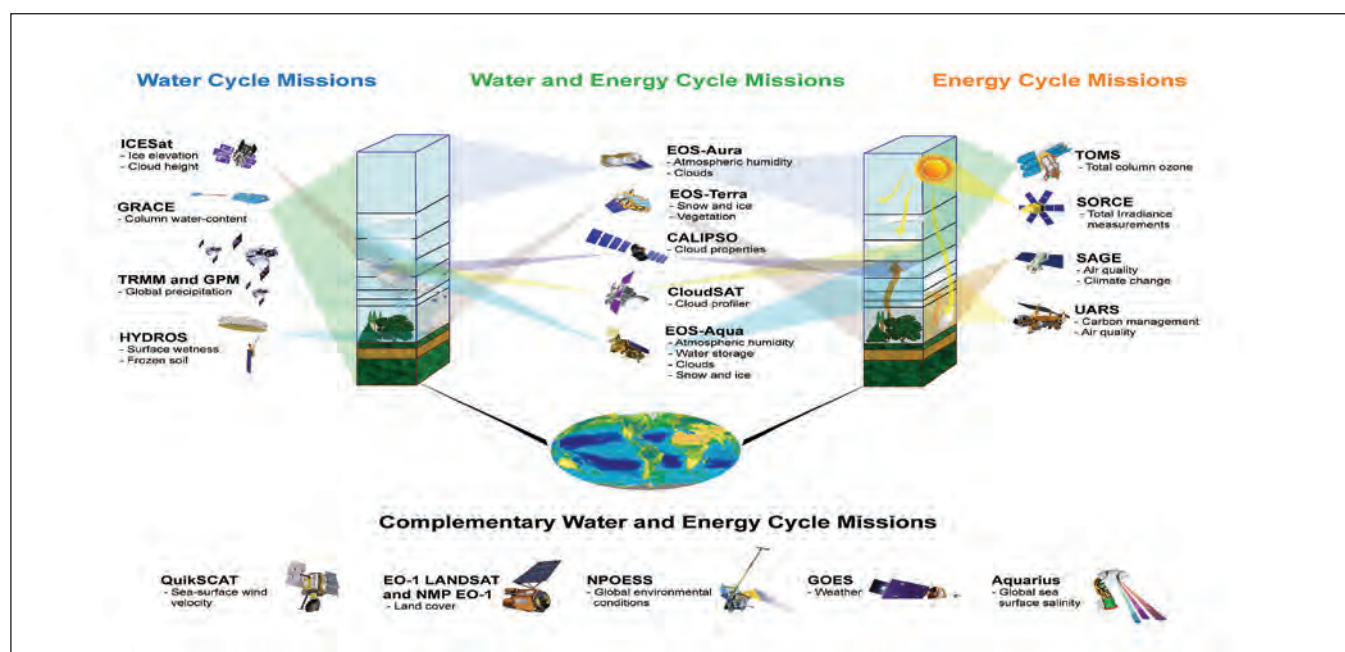 Water Cycle Missions
Water and Energy Cycle Missions
Energy Cycle Missions
ICESat
- Ice elevation
- Cloud height
GRACE
- Column water-content
TRMM and GPM
- Global precipitation
HYDROS
- Surface wetness
- Frozen soil
EOS-Aura
- Atmospheric humidity
- Clouds
EOS-Terra
- Snow and ice
- Vegetation
CALIPSO
- Cloud properties
CloudSAT
- Cloud profiler
EOS-Aqua
- Atmospheric humidity
- Water storage
- Clouds
- Snow and ice
TOMS
- Total column ozone
SORCE
- Total Irradiance
measurements
SAGE
- Air quality
- Climate change
UARS
- Carbon management
- Air quality
Complementary Water and Energy Cycle Missions
QuikSCAT
- Sea-surface wind
velocity
EO-1 LANDSAT
and NMP EO-1
- Land cover
NPOESS
- Global environmental
conditions
GOES
- Weather
Aquarius
- Global sea
surface salinity